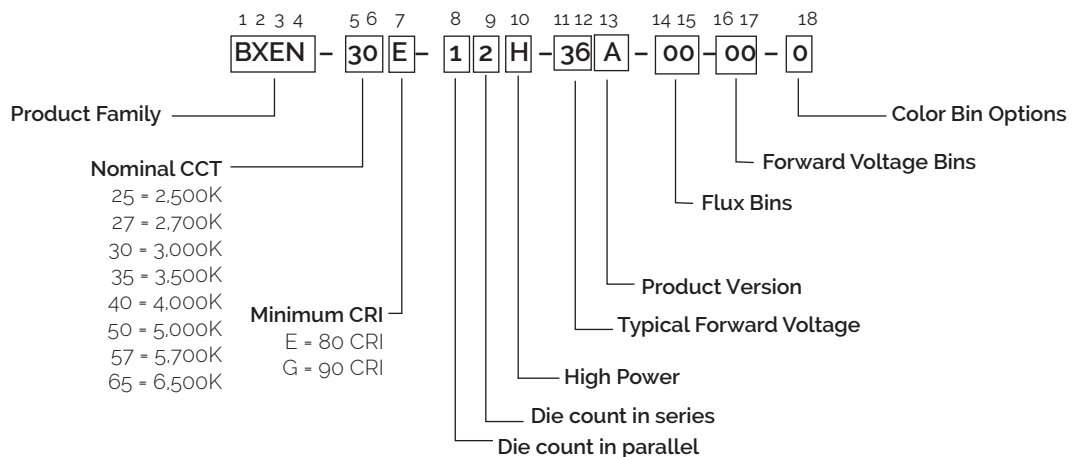 1 2 3 4 5 6 7 8 9 10 11 12 13 14 15 16 17 18
BXEN – 30 E – 1 2 H – 36 A – 00 – 00 – 0
Product Family
Color Bin Options
Nominal CCT
25 = 2,500K
27 = 2,700K
30 = 3,000K
35 = 3,500K
40 = 4,000K
50 = 5,000K
57 = 5,700K
65 = 6,500K
Forward Voltage Bins
Flux Bins
Product Version
Minimum CRI
E = 80 CRI
G = 90 CRI
Typical Forward Voltage
High Power
Die count in series
Die count in parallel